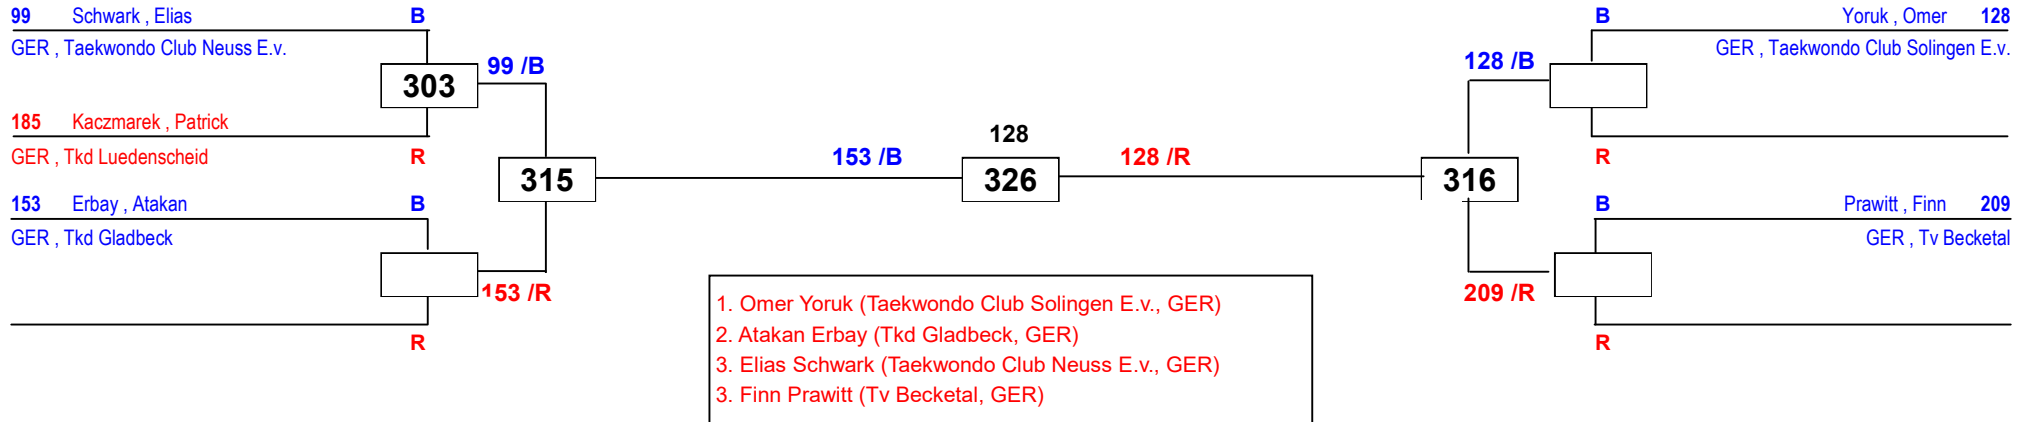 99 Schwark , Elias B
GER , Taekwondo Club Neuss E.v.
303
99 /B
185 Kaczmarek , Patrick
GER , Tkd Luedenscheid R
315
153 Erbay , Atakan B
GER , Tkd Gladbeck
153 /R
R
153 /B
128
326
128 /R
B Yoruk , Omer 128
GER , Taekwondo Club Solingen E.v.
128 /B
R
316
B Prawitt , Finn 209
GER , Tv Becketal
209 /R
R
1. Omer Yoruk (Taekwondo Club Solingen E.v., GER)
2. Atakan Erbay (Tkd Gladbeck, GER)
3. Elias Schwark (Taekwondo Club Neuss E.v., GER)
3. Finn Prawitt (Tv Becketal, GER)